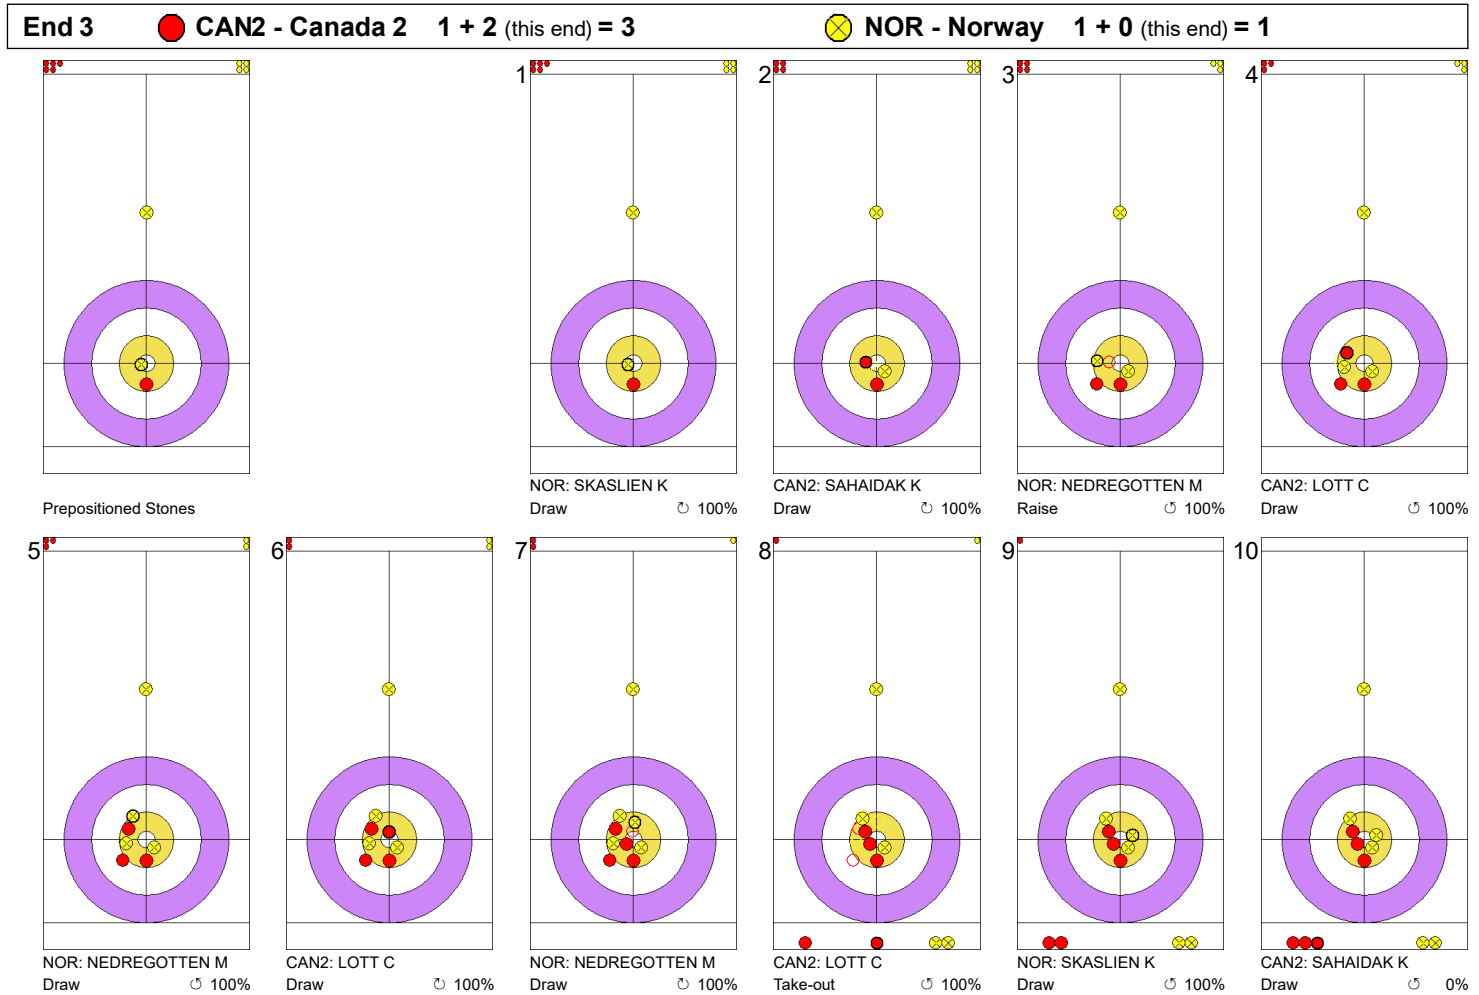 End 3 CAN2 - Canada 2 1 + 2 (this end) = 3 NOR - Norway 1 + 0 (this end) = 1
1 2 3 4
Prepositioned Stones
NOR: SKASLIEN K
Draw ↻ 100%
CAN2: SAHAIDAK K
Draw ↻ 100%
NOR: NEDREGOTTEN M
Raise ↺ 100%
CAN2: LOTT C
Draw ↺ 100%
5 6 7 8 9 10
NOR: NEDREGOTTEN M
Draw ↺ 100%
CAN2: LOTT C
Draw ↺ 100%
NOR: NEDREGOTTEN M
Draw ↺ 100%
CAN2: LOTT C
Take-out ↺ 100%
NOR: SKASLIEN K
Draw ↺ 100%
CAN2: SAHAIDAK K
Draw ↺ 0%